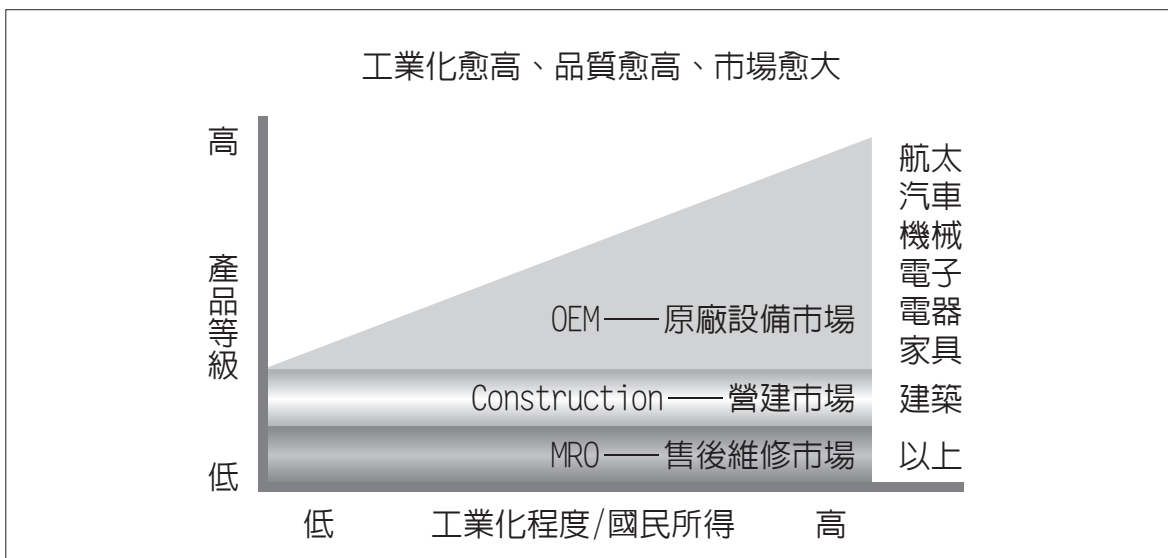 工業化愈高、品質愈高、市場愈大
高
產品等級
低
OEM——原廠設備市場
Construction——營建市場
MRO——售後維修市場
航太
汽車
機械
電子
電器
家具
建築
以上
低 工業化程度/國民所得 高